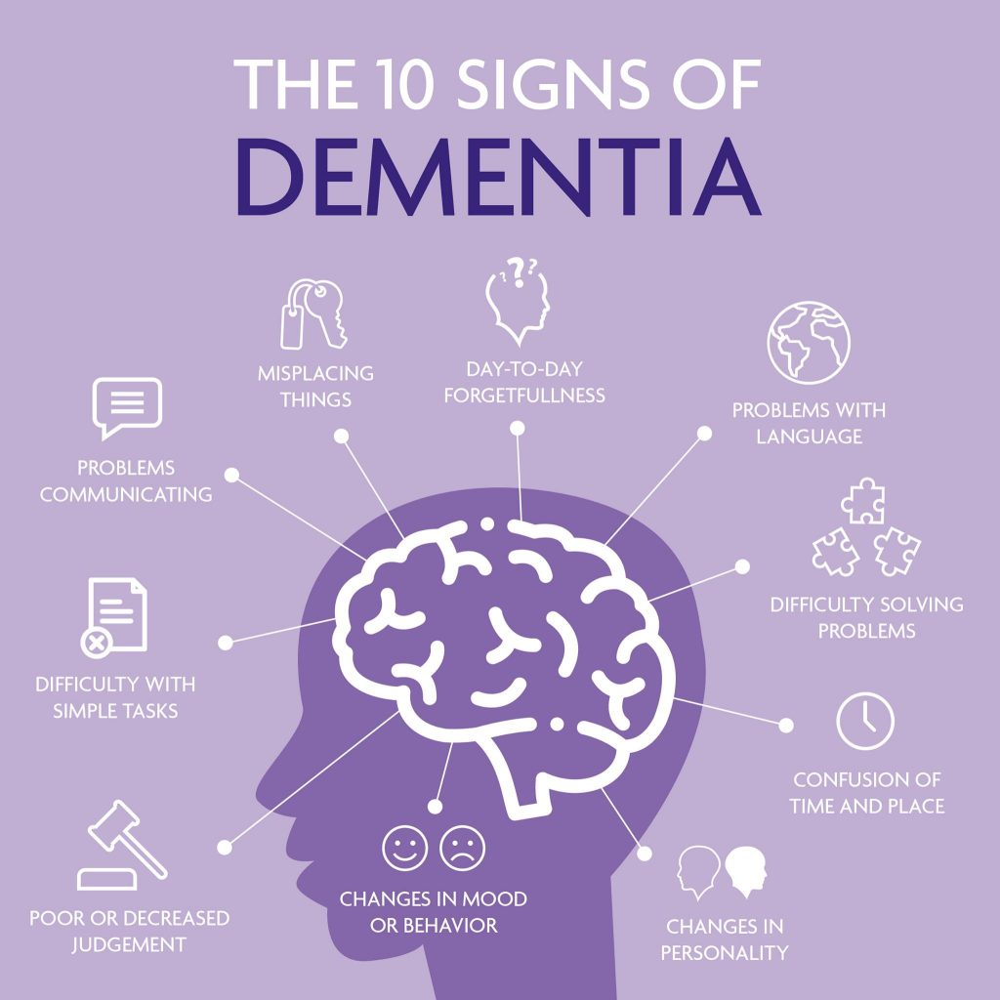 THE 10 SIGNS OF
DEMENTIA
MISPLACING
THINGS
DAY-TO-DAY
FORGETFULLNESS
PROBLEMS WITH
LANGUAGE
PROBLEMS
COMMUNICATING
DIFFICULTY SOLVING
PROBLEMS
DIFFICULTY WITH
SIMPLE TASKS
CONFUSION OF
TIME AND PLACE
POOR OR DECREASED
JUDGEMENT
CHANGES IN MOOD
OR BEHAVIOR
CHANGES IN
PERSONALITY